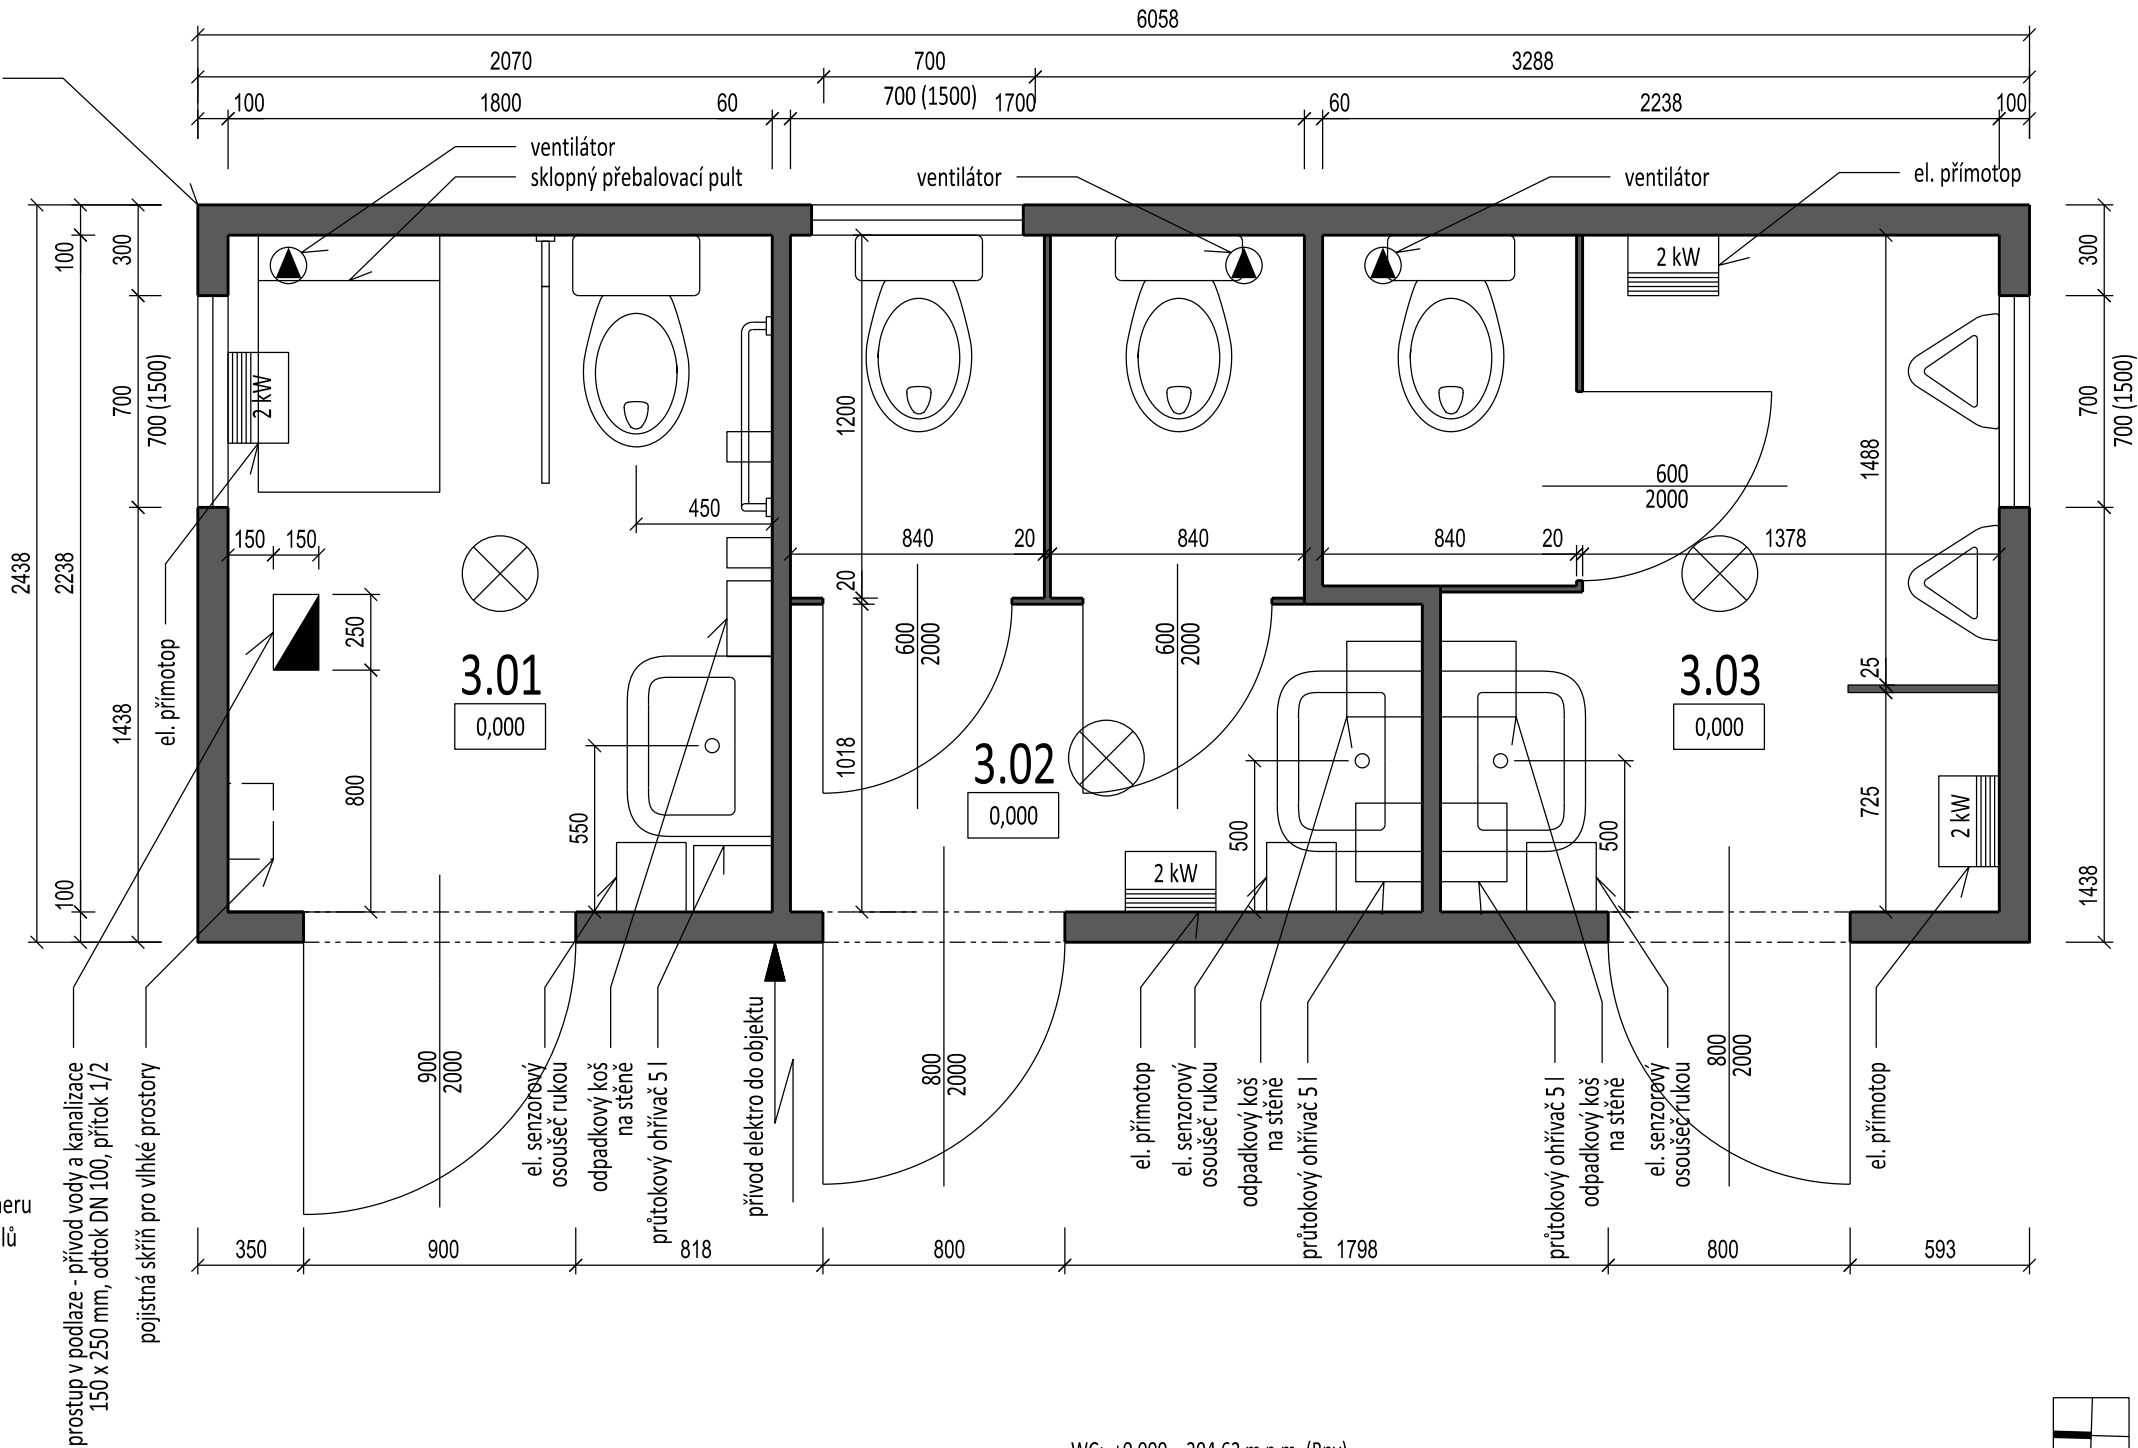 6058
2070
700
3288
100
1800
60
700 (1500)
1700
60
2238
100
ventilátor
sklopný přebalovací pult
ventilátor
ventilátor
el. přímotop
2438
2238
100
100
300
700
700 (1500)
1438
300
700
700 (1500)
1438
2 kW
2 kW
450
1200
1488
600
2000
150
150
840
20
840
840
20
1378
20
250
800
600
2000
600
2000
25
725
3.01
0,000
3.02
0,000
3.03
0,000
550
1018
500
500
2 kW
2 kW
el. přímotop
prostup v podlaze - přívod vody a kanalizace
150 x 250 mm, odtok DN 100, přítok 1/2
pojistná skříň pro vlhké prostory
900
2000
el. senzorový
osoušeč rukou
odpadkový koš
na stěně
průtokový ohřívač 5 l
přívod elektro do objektu
800
2000
el. přímotop
el. senzorový
osoušeč rukou
odpadkový koš
na stěně
průtokový ohřívač 5 l
průtokový ohřívač 5 l
odpadkový koš
na stěně
el. senzorový
osoušeč rukou
800
2000
el. přímotop
350
900
818
800
1798
800
593